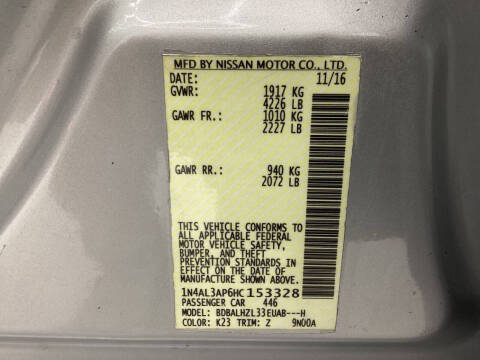 MFD BY NISSAN MOTOR CO., LTD.
DATE: 11/16
GVWR: 1917 KG
4226 LB
GAWR FR.: 1010 KG
2227 LB
GAWR RR.: 940 KG
2072 LB
THIS VEHICLE CONFORMS TO
ALL APPLICABLE FEDERAL
MOTOR VEHICLE SAFETY,
BUMPER, AND THEFT
PREVENTION STANDARDS IN
EFFECT ON THE DATE OF
MANUFACTURE SHOWN ABOVE.
1N4AL3AP6HC153328
PASSENGER CAR 446
MODEL: BDBALHZL33EUAB---H
COLOR: K23 TRIM: Z 9N00A